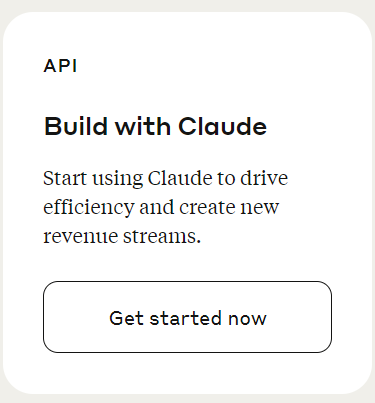 API
Build with Claude
Start using Claude to drive
efficiency and create new
revenue streams.
Get started now